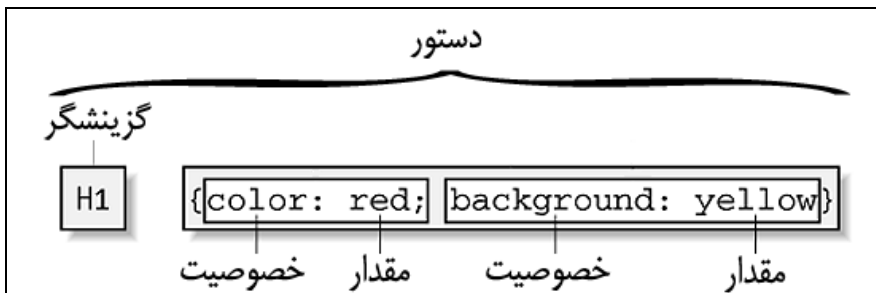 دستور
گزینشگر
H1 {color: red; background: yellow}
خصوصیت مقدار خصوصیت مقدار